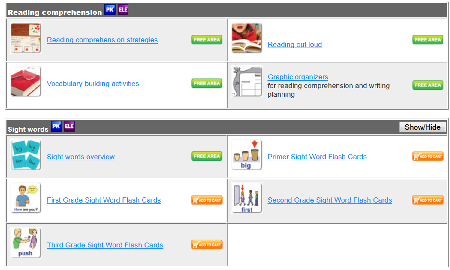 Reading comprehension PK ELE
Reading comprehension strategies FREE AREA
Reading out loud FREE AREA
Vocabulary building activities FREE AREA
Graphic organizers
for reading comprehension and writing FREE AREA
planning
Sight words PK ELE Show/Hide
Sight words overview FREE AREA
big
Primer Sight Word Flash Cards ADD TO CART
First Grade Sight Word Flash Cards ADD TO CART
first
Second Grade Sight Word Flash Cards ADD TO CART
push
Third Grade Sight Word Flash Cards ADD TO CART